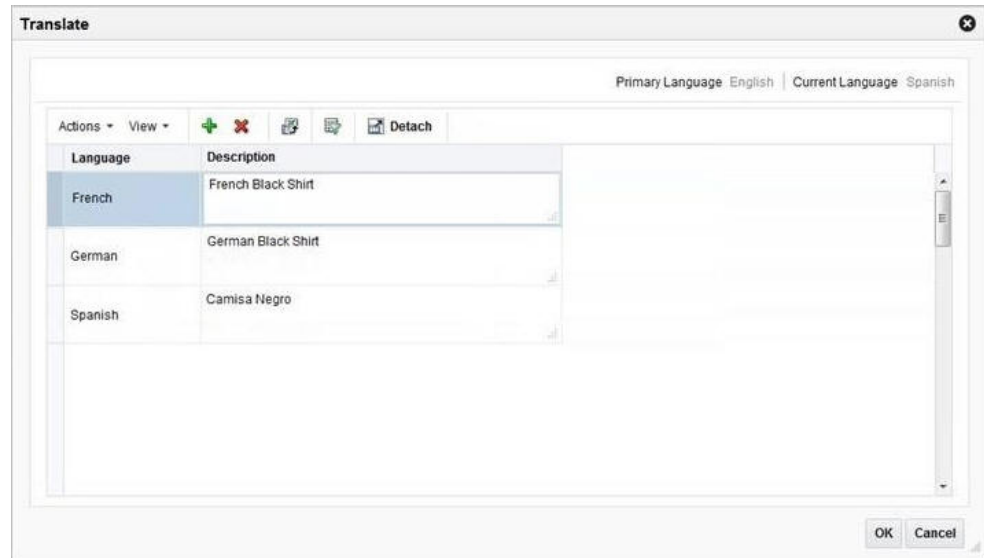 Translate
Primary Language English | Current Language Spanish
Actions View Detach
Language Description
French French Black Shirt
German German Black Shirt
Spanish Camisa Negro
OK Cancel